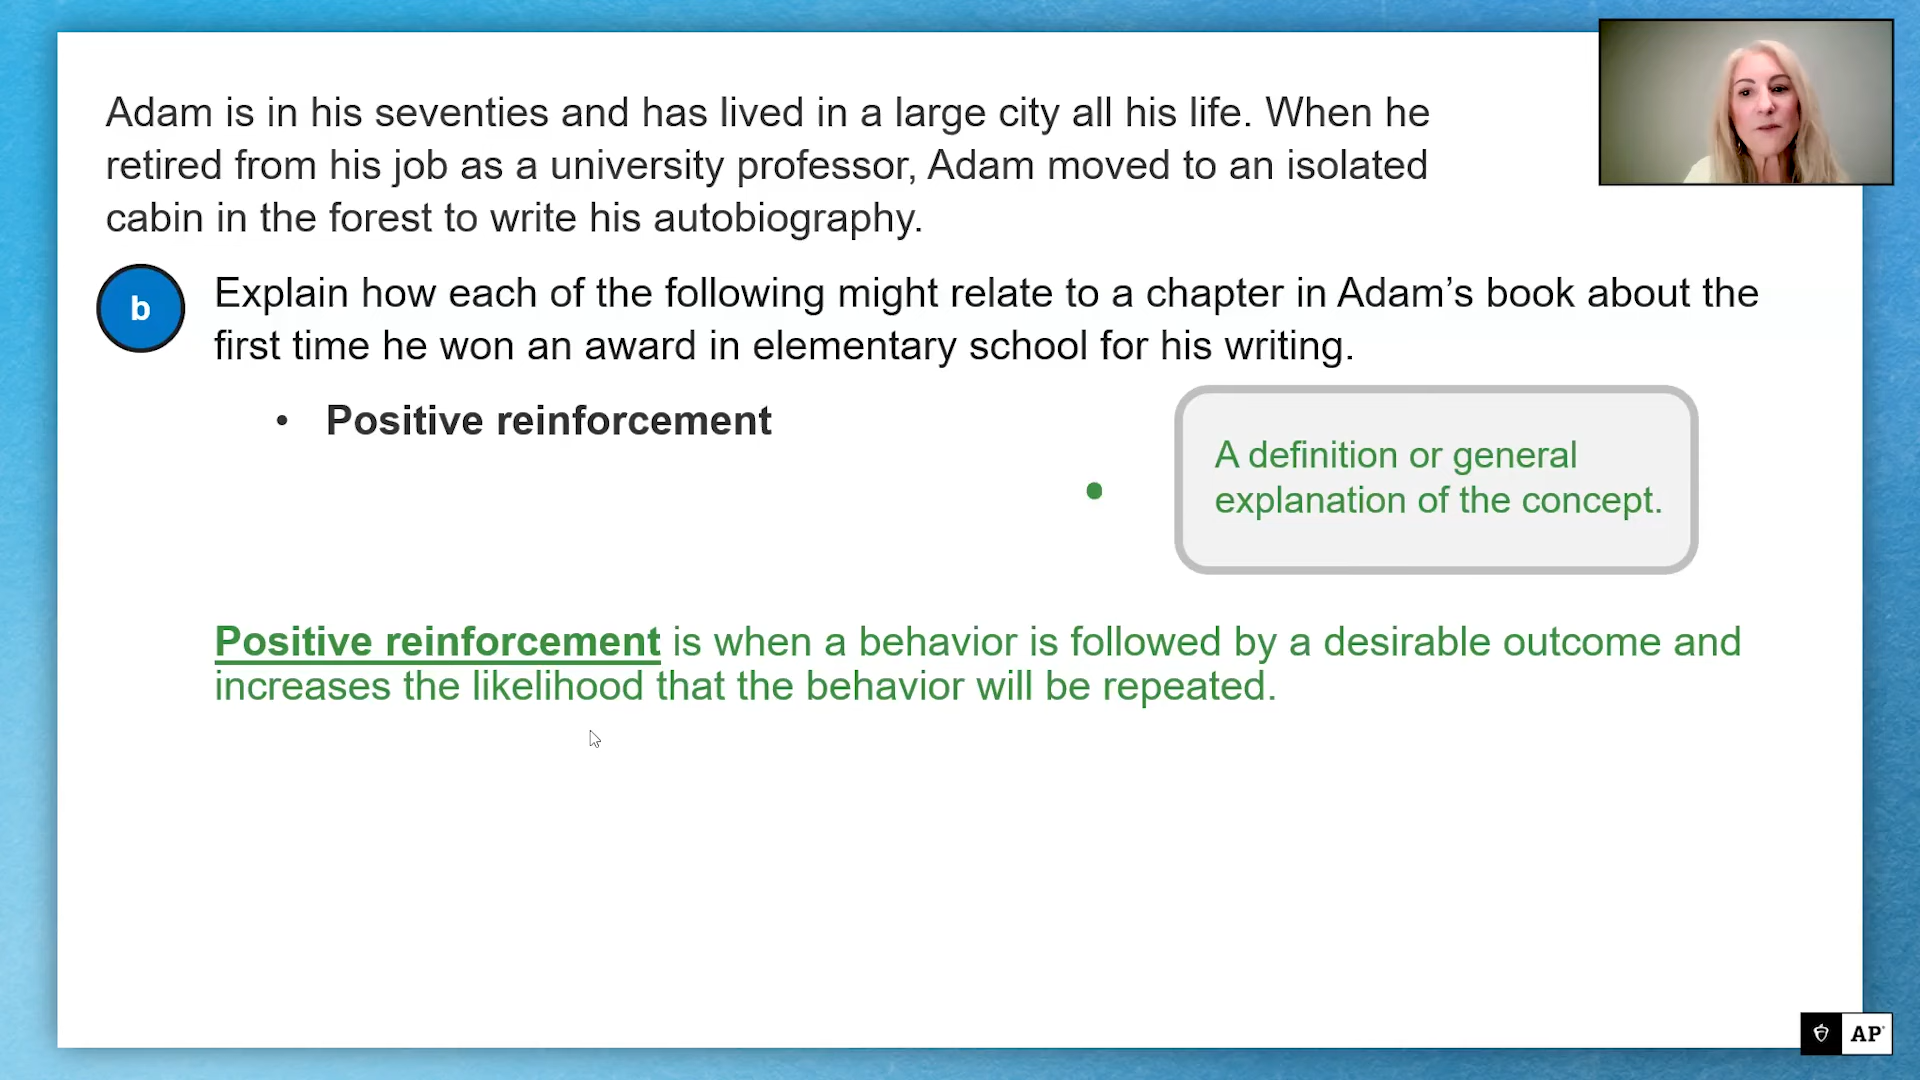 Adam is in his seventies and has lived in a large city all his life. When he
retired from his job as a university professor, Adam moved to an isolated
cabin in the forest to write his autobiography.
b
Explain how each of the following might relate to a chapter in Adam’s book about the
first time he won an award in elementary school for his writing.
• Positive reinforcement
• A definition or general
explanation of the concept.
Positive reinforcement is when a behavior is followed by a desirable outcome and
increases the likelihood that the behavior will be repeated.
AP